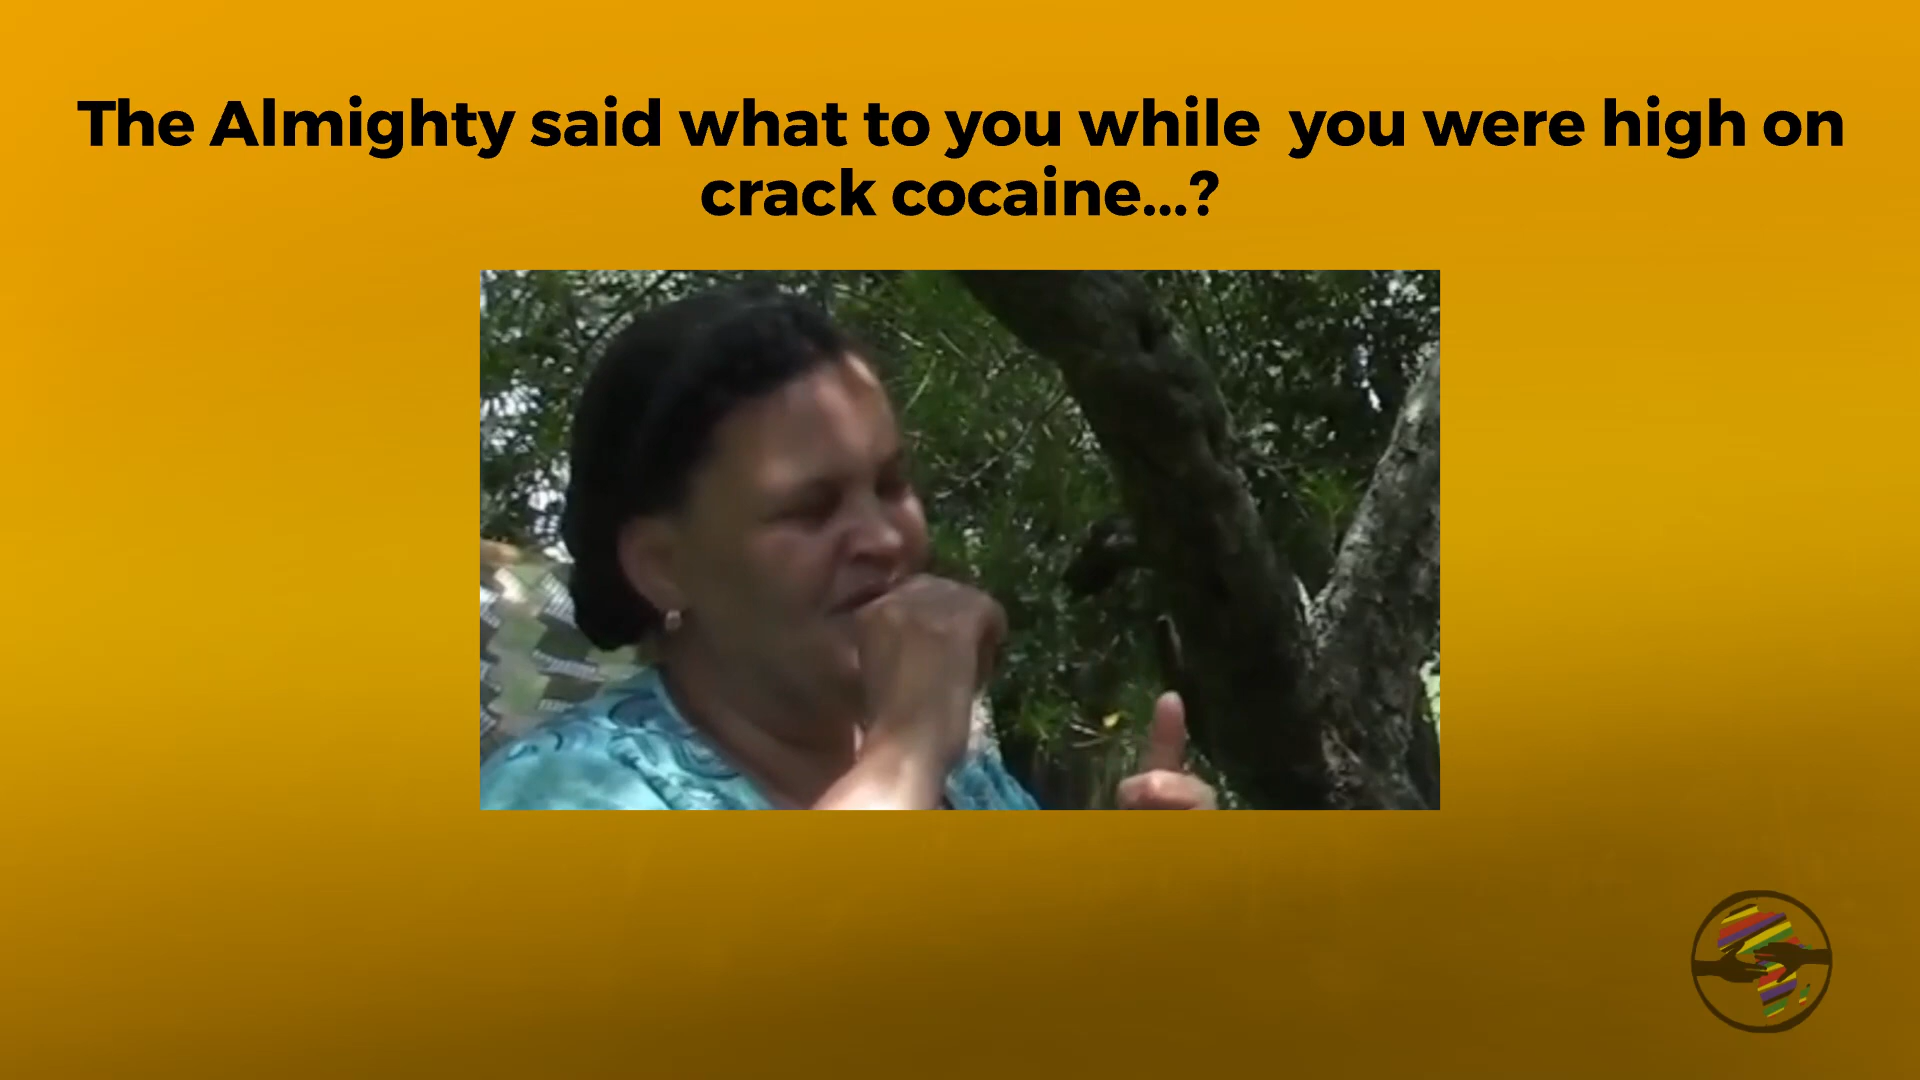 The Almighty said what to you while  you were high on
crack cocaine...?